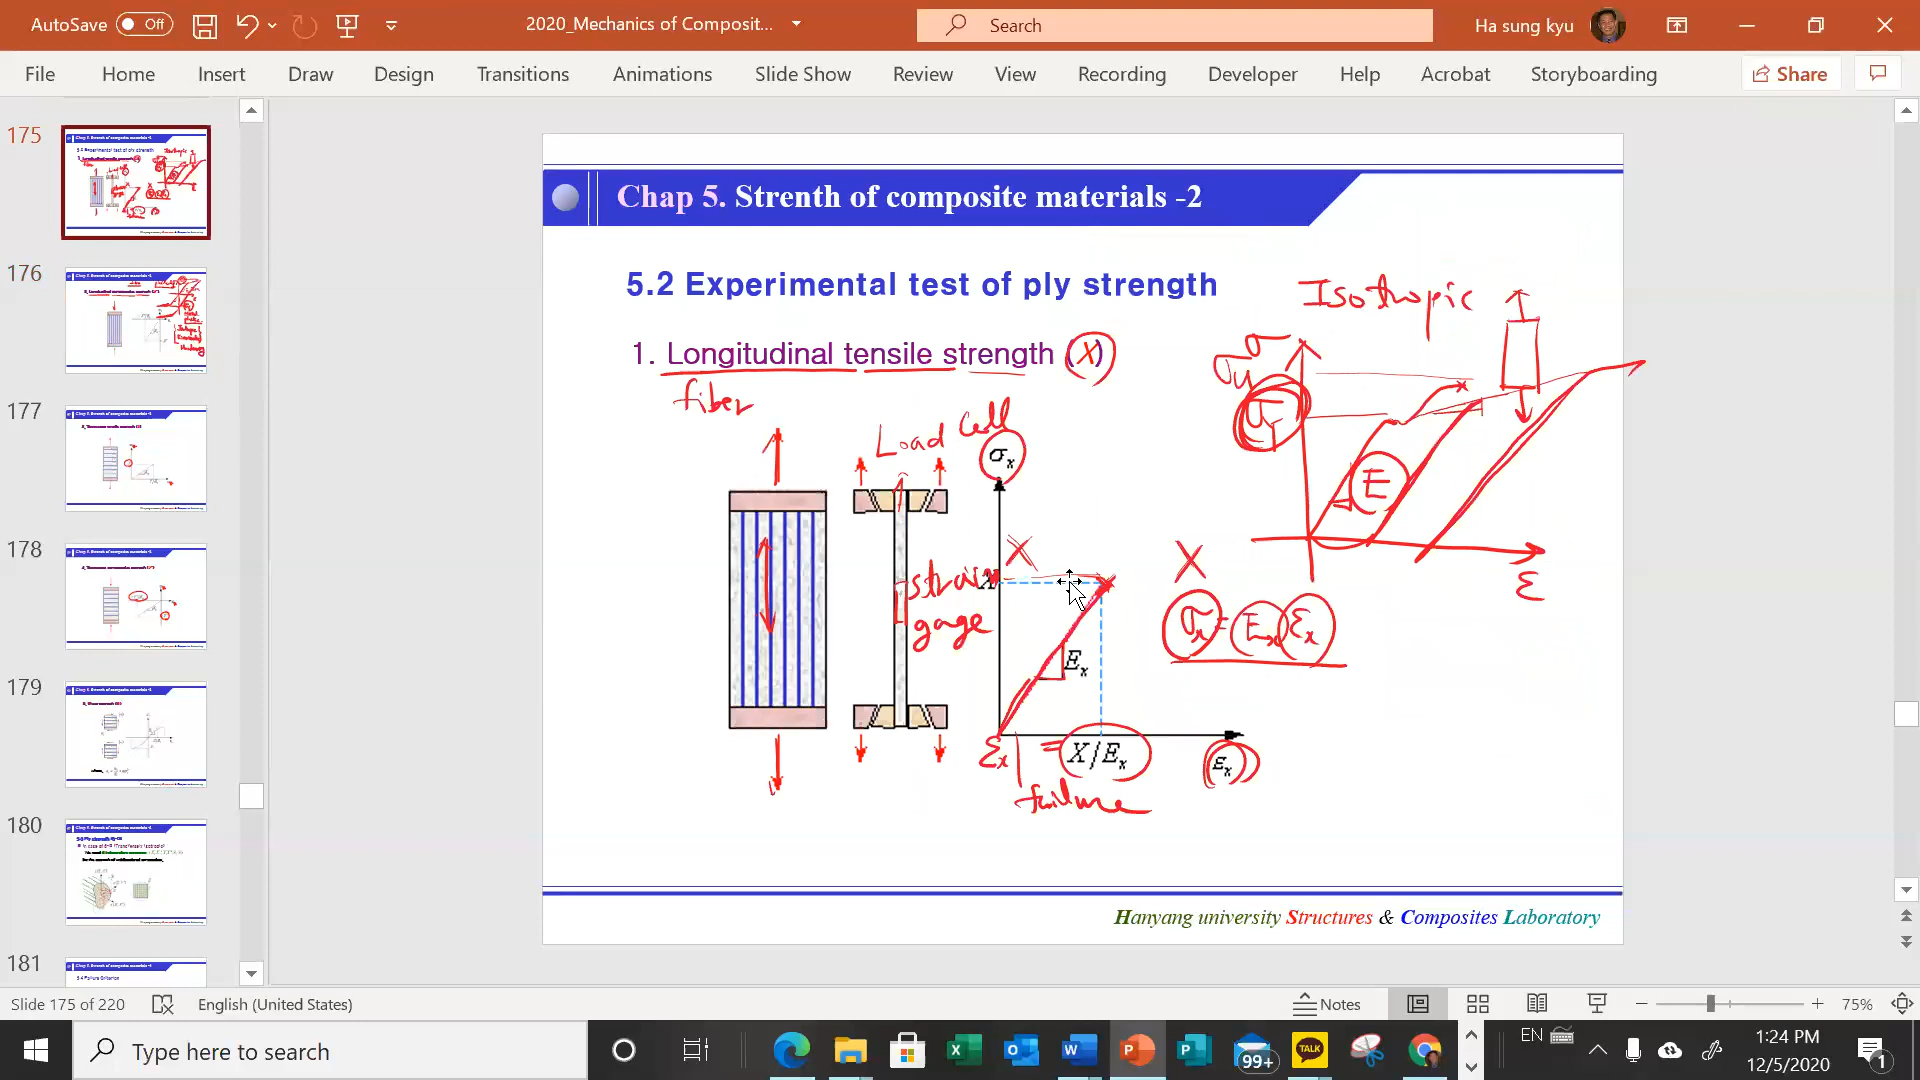 AutoSave Off
2020_Mechanics of Composit...
Search
Ha sung kyu
File Home Insert Draw Design Transitions Animations Slide Show Review View Recording Developer Help Acrobat Storyboarding
Share
175
176
177
178
179
180
181
Chap 5. Strenth of composite materials -2
5.2 Experimental test of ply strength
Isotropic
1. Longitudinal tensile strength (X)
fiber
Load Cell
σ
σx
E
ε
X
X
strain
gage
X
σx = Ex εx
Ex
εx | = X/Ex
εx
failure
Hanyang university Structures & Composites Laboratory
Slide 175 of 220
English (United States)
Notes
75%
Type here to search
99+
TALK
EN
1:24 PM
12/5/2020
1